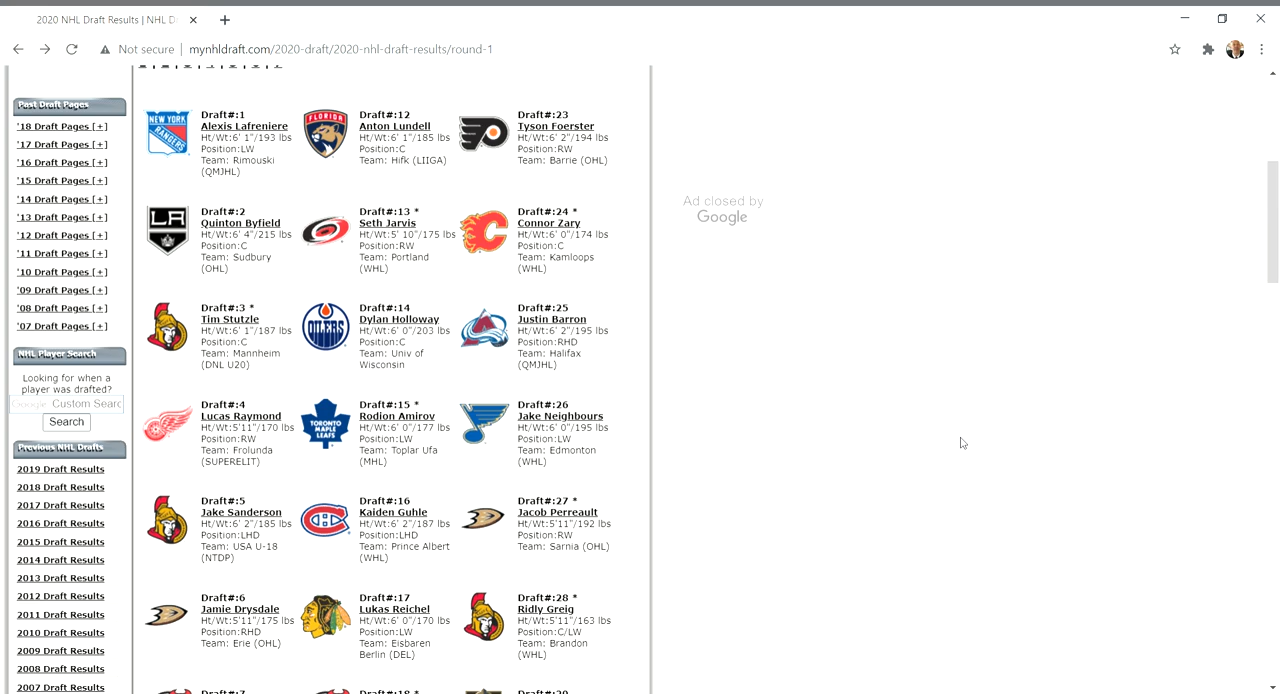 2020 NHL Draft Results | NHL D
Not secure | mynhldraft.com/2020-draft/2020-nhl-draft-results/round-1
Past Draft Pages
'18 Draft Pages [+]
'17 Draft Pages [+]
'16 Draft Pages [+]
'15 Draft Pages [+]
'14 Draft Pages [+]
'13 Draft Pages [+]
'12 Draft Pages [+]
'11 Draft Pages [+]
'10 Draft Pages [+]
'09 Draft Pages [+]
'08 Draft Pages [+]
'07 Draft Pages [+]
NHL Player Search
Looking for when a
player was drafted?
Google Custom Searc
Search
Previous NHL Drafts
2019 Draft Results
2018 Draft Results
2017 Draft Results
2016 Draft Results
2015 Draft Results
2014 Draft Results
2013 Draft Results
2012 Draft Results
2011 Draft Results
2010 Draft Results
2009 Draft Results
2008 Draft Results
2007 Draft Results
NEW YORK
RANGERS
Draft#:1
Alexis Lafreniere
Ht/Wt:6' 1"/193 lbs
Position:LW
Team: Rimouski
(QMJHL)
FLORIDA
Draft#:12
Anton Lundell
Ht/Wt:6' 1"/185 lbs
Position:C
Team: Hifk (LIIGA)
Draft#:23
Tyson Foerster
Ht/Wt:6' 2"/194 lbs
Position:RW
Team: Barrie (OHL)
LA
Draft#:2
Quinton Byfield
Ht/Wt:6' 4"/215 lbs
Position:C
Team: Sudbury
(OHL)
Draft#:13 *
Seth Jarvis
Ht/Wt:5' 10"/175 lbs
Position:RW
Team: Portland
(WHL)
Draft#:24 *
Connor Zary
Ht/Wt:6' 0"/174 lbs
Position:C
Team: Kamloops
(WHL)
Draft#:3 *
Tim Stutzle
Ht/Wt:6' 1"/187 lbs
Position:C
Team: Mannheim
(DNL U20)
OILERS
Draft#:14
Dylan Holloway
Ht/Wt:6' 0"/203 lbs
Position:C
Team: Univ of
Wisconsin
Draft#:25
Justin Barron
Ht/Wt:6' 2"/195 lbs
Position:RHD
Team: Halifax
(QMJHL)
Draft#:4
Lucas Raymond
Ht/Wt:5'11"/170 lbs
Position:RW
Team: Frolunda
(SUPERELIT)
TORONTO
MAPLE
LEAFS
Draft#:15 *
Rodion Amirov
Ht/Wt:6' 0"/177 lbs
Position:LW
Team: Toplar Ufa
(MHL)
Draft#:26
Jake Neighbours
Ht/Wt:6' 0"/195 lbs
Position:LW
Team: Edmonton
(WHL)
Draft#:5
Jake Sanderson
Ht/Wt:6' 2"/185 lbs
Position:LHD
Team: USA U-18
(NTDP)
Draft#:16
Kaiden Guhle
Ht/Wt:6' 2"/187 lbs
Position:LHD
Team: Prince Albert
(WHL)
Draft#:27 *
Jacob Perreault
Ht/Wt:5'11"/192 lbs
Position:RW
Team: Sarnia (OHL)
Draft#:6
Jamie Drysdale
Ht/Wt:5'11"/175 lbs
Position:RHD
Team: Erie (OHL)
Draft#:17
Lukas Reichel
Ht/Wt:6' 0"/170 lbs
Position:LW
Team: Eisbaren
Berlin (DEL)
Draft#:28 *
Ridly Greig
Ht/Wt:5'11"/163 lbs
Position:C/LW
Team: Brandon
(WHL)
Ad closed by
Google